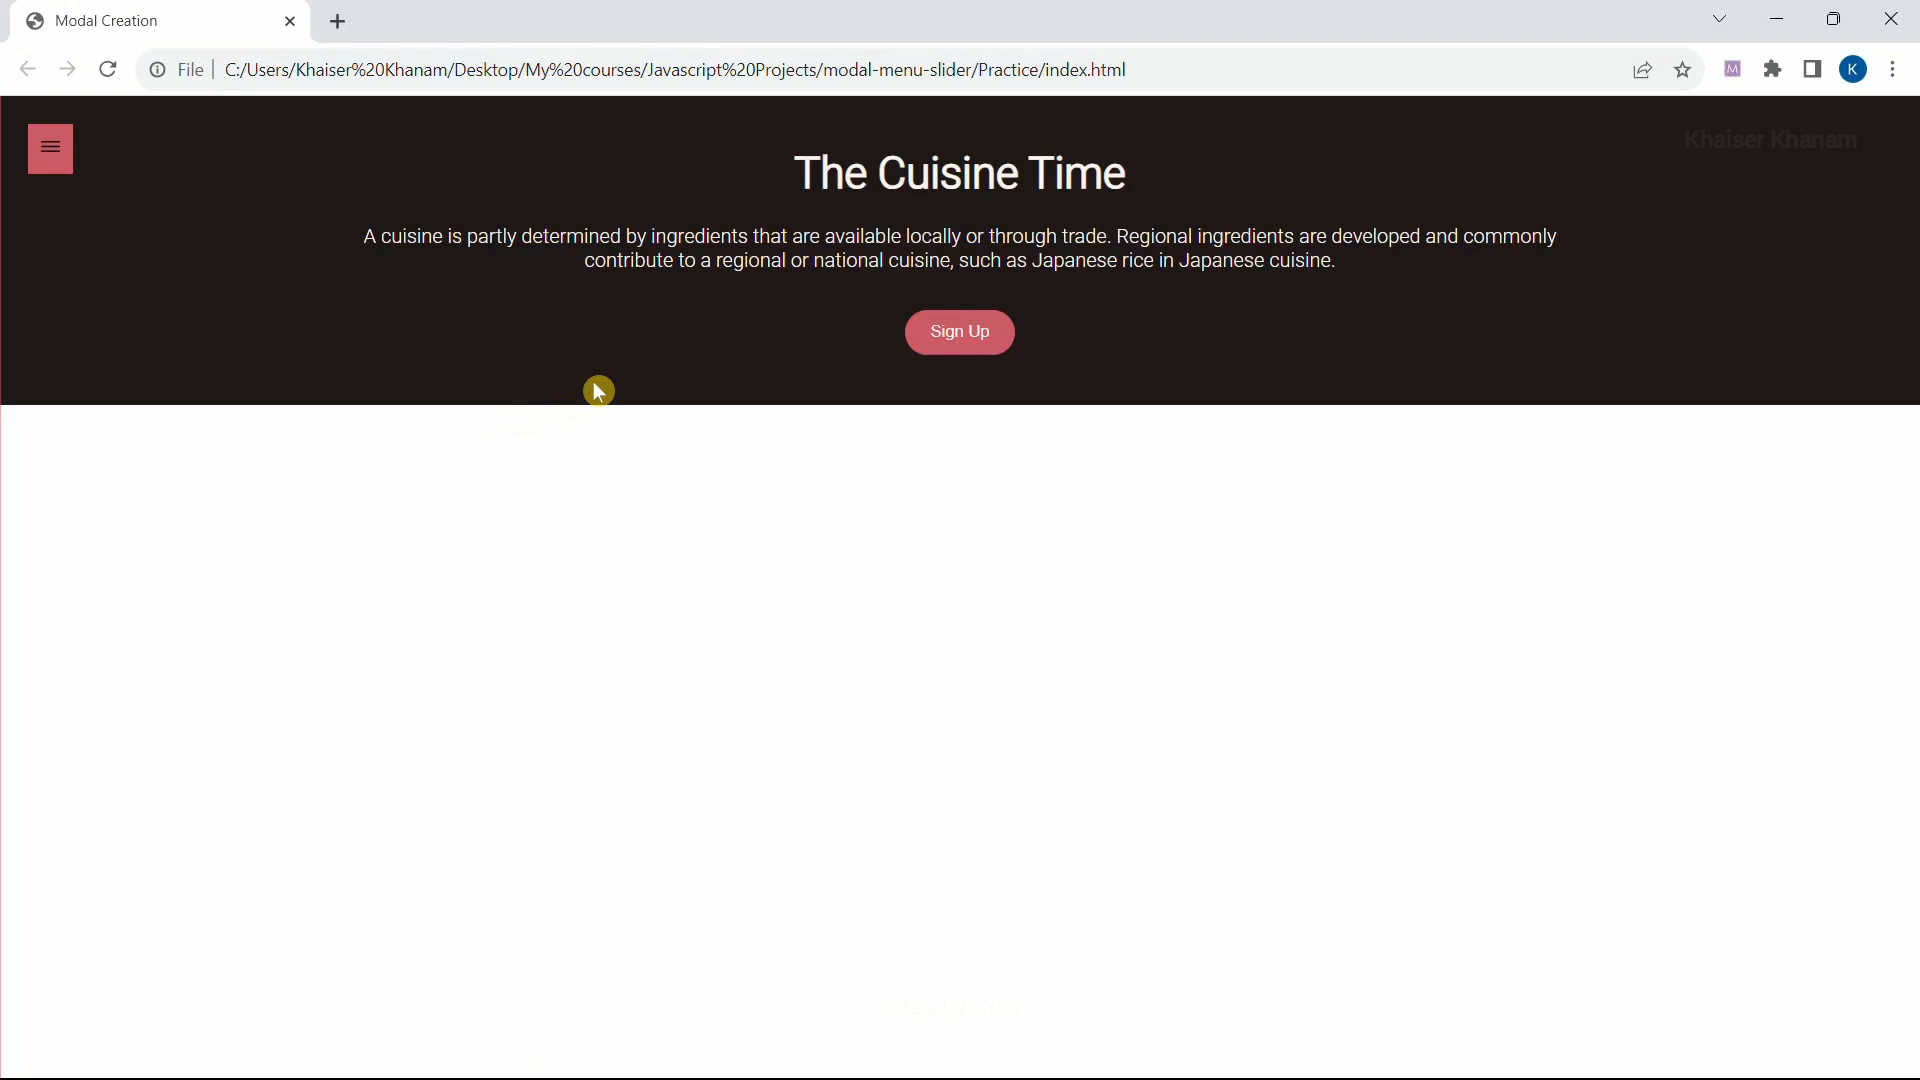 Modal Creation
File
C:/Users/Khaiser%20Khanam/Desktop/My%20courses/Javascript%20Projects/modal-menu-slider/Practice/index.html
M
K
Khaiser Khanam
The Cuisine Time
A cuisine is partly determined by ingredients that are available locally or through trade. Regional ingredients are developed and commonly
contribute to a regional or national cuisine, such as Japanese rice in Japanese cuisine.
Sign Up